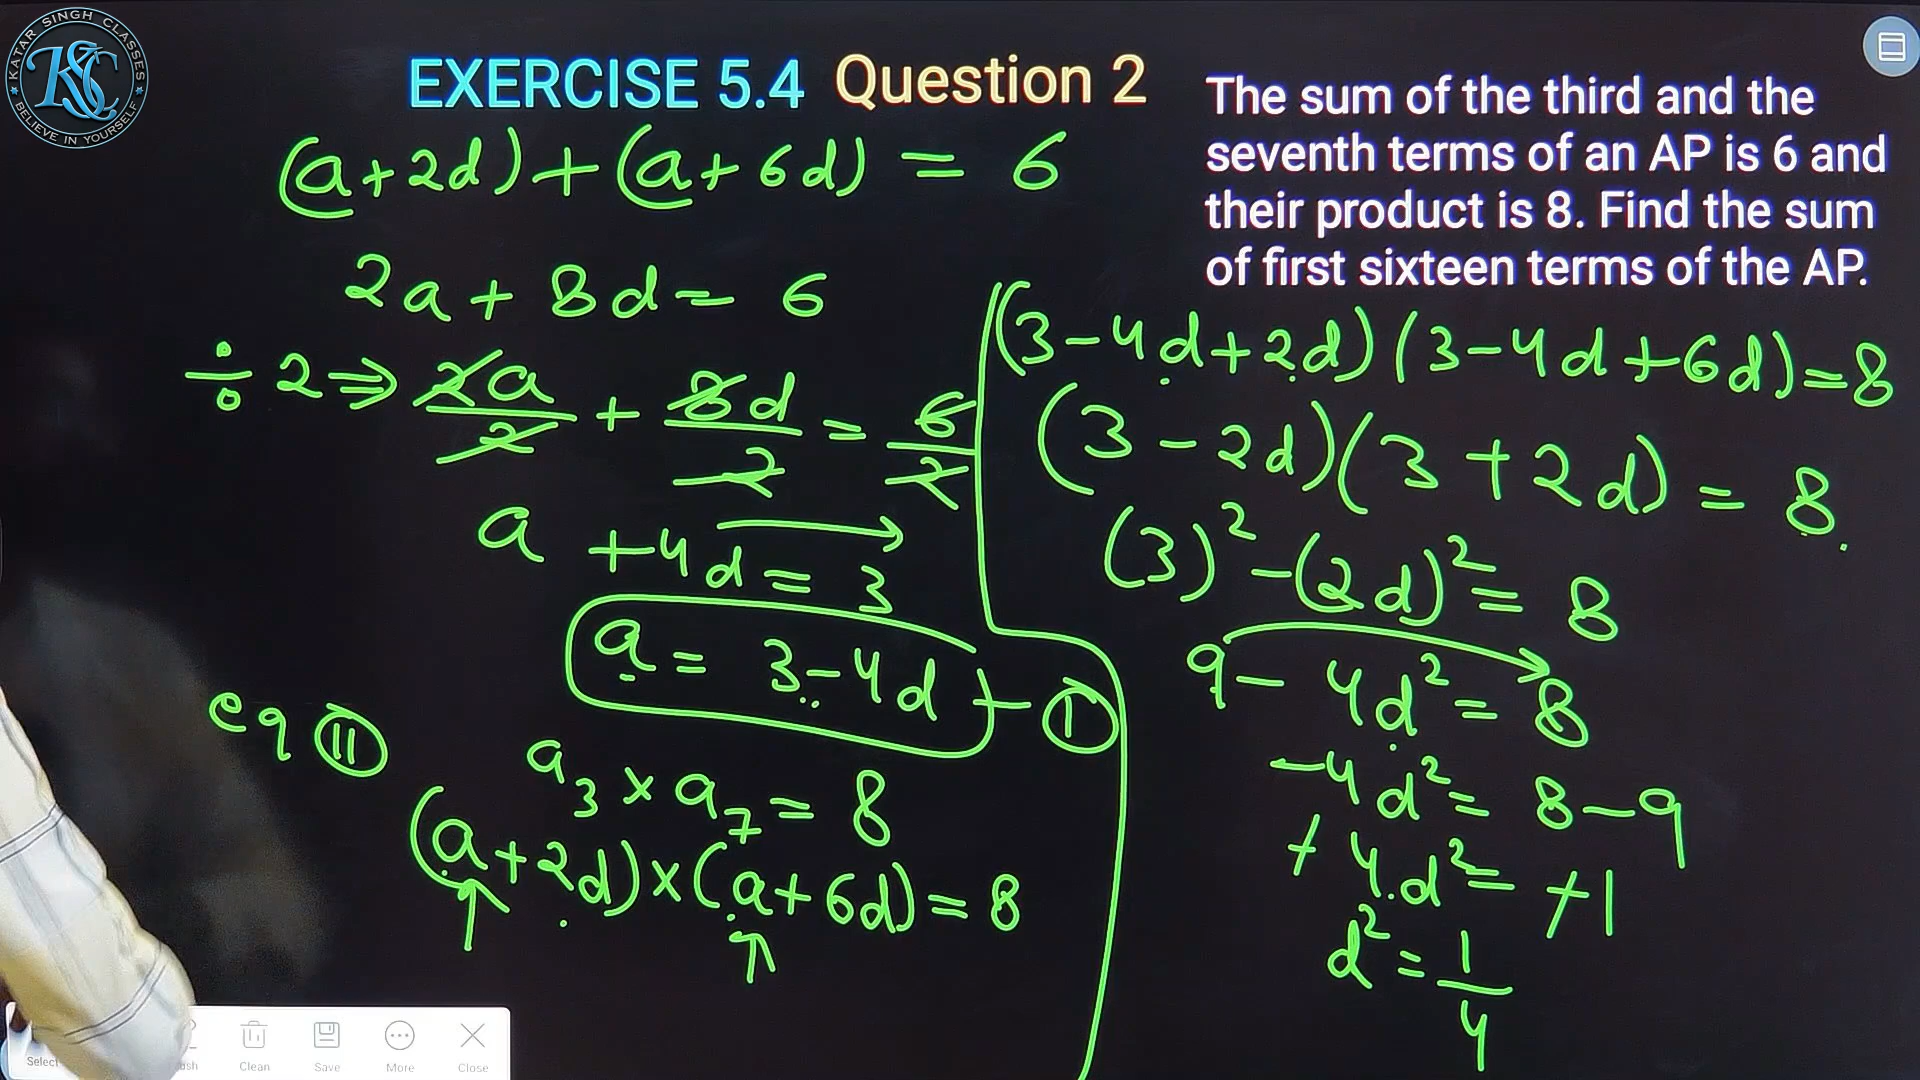 KATAR SINGH CLASSES
KSC
BELIEVE IN YOURSELF
EXERCISE 5.4 Question 2
The sum of the third and the
seventh terms of an AP is 6 and
their product is 8. Find the sum
of first sixteen terms of the AP.
(a+2d)+(a+6d) = 6
2a + 8d = 6
÷ 2 ⇒ 2a/2 + 8d/2 = 6/2
a + 4d = 3
a = 3-4d — ①
eq ⑪
a₃ × a₇ = 8
(a+2d)×(a+6d) = 8
(3-4d+2d)(3-4d+6d)=8
(3-2d)(3+2d) = 8
(3)² - (2d)² = 8
9 - 4d² = 8
-4d² = 8-9
+4d² = +1
d² = 1/4
Select
Clean
Save
More
Close